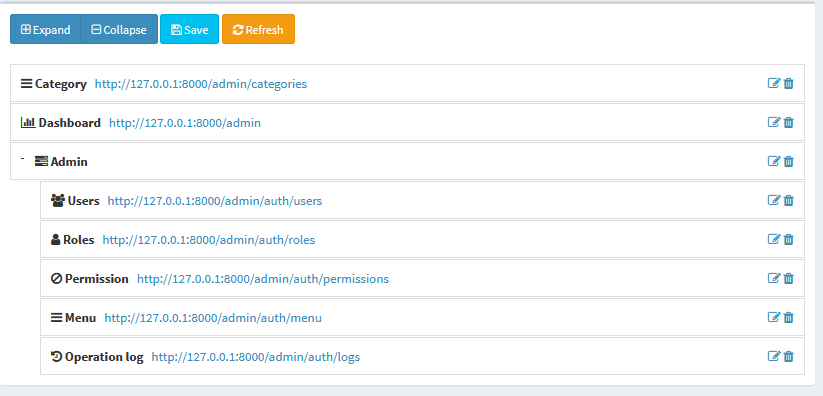 Expand Collapse Save Refresh
Category http://127.0.0.1:8000/admin/categories
Dashboard http://127.0.0.1:8000/admin
- Admin
Users http://127.0.0.1:8000/admin/auth/users
Roles http://127.0.0.1:8000/admin/auth/roles
Permission http://127.0.0.1:8000/admin/auth/permissions
Menu http://127.0.0.1:8000/admin/auth/menu
Operation log http://127.0.0.1:8000/admin/auth/logs